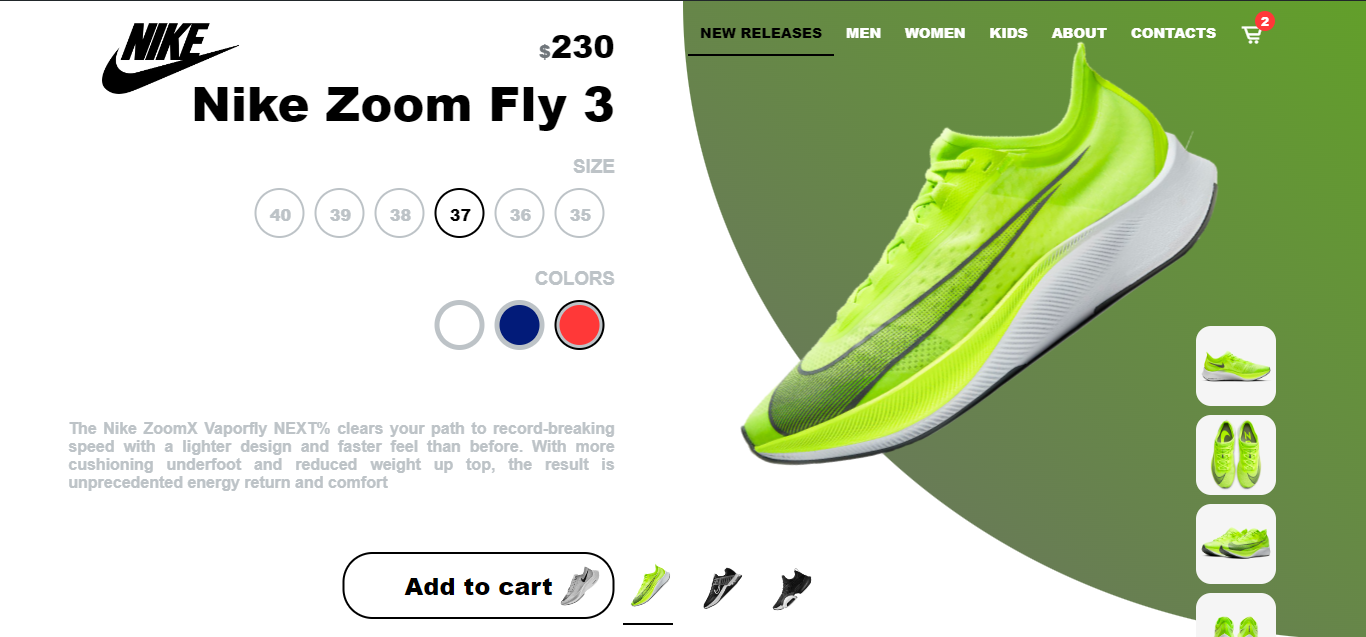 NIKE
NEW RELEASES MEN WOMEN KIDS ABOUT CONTACTS 2
$230
Nike Zoom Fly 3
SIZE
40 39 38 37 36 35
COLORS
The Nike ZoomX Vaporfly NEXT% clears your path to record-breaking
speed with a lighter design and faster feel than before. With more
cushioning underfoot and reduced weight up top, the result is
unprecedented energy return and comfort
Add to cart